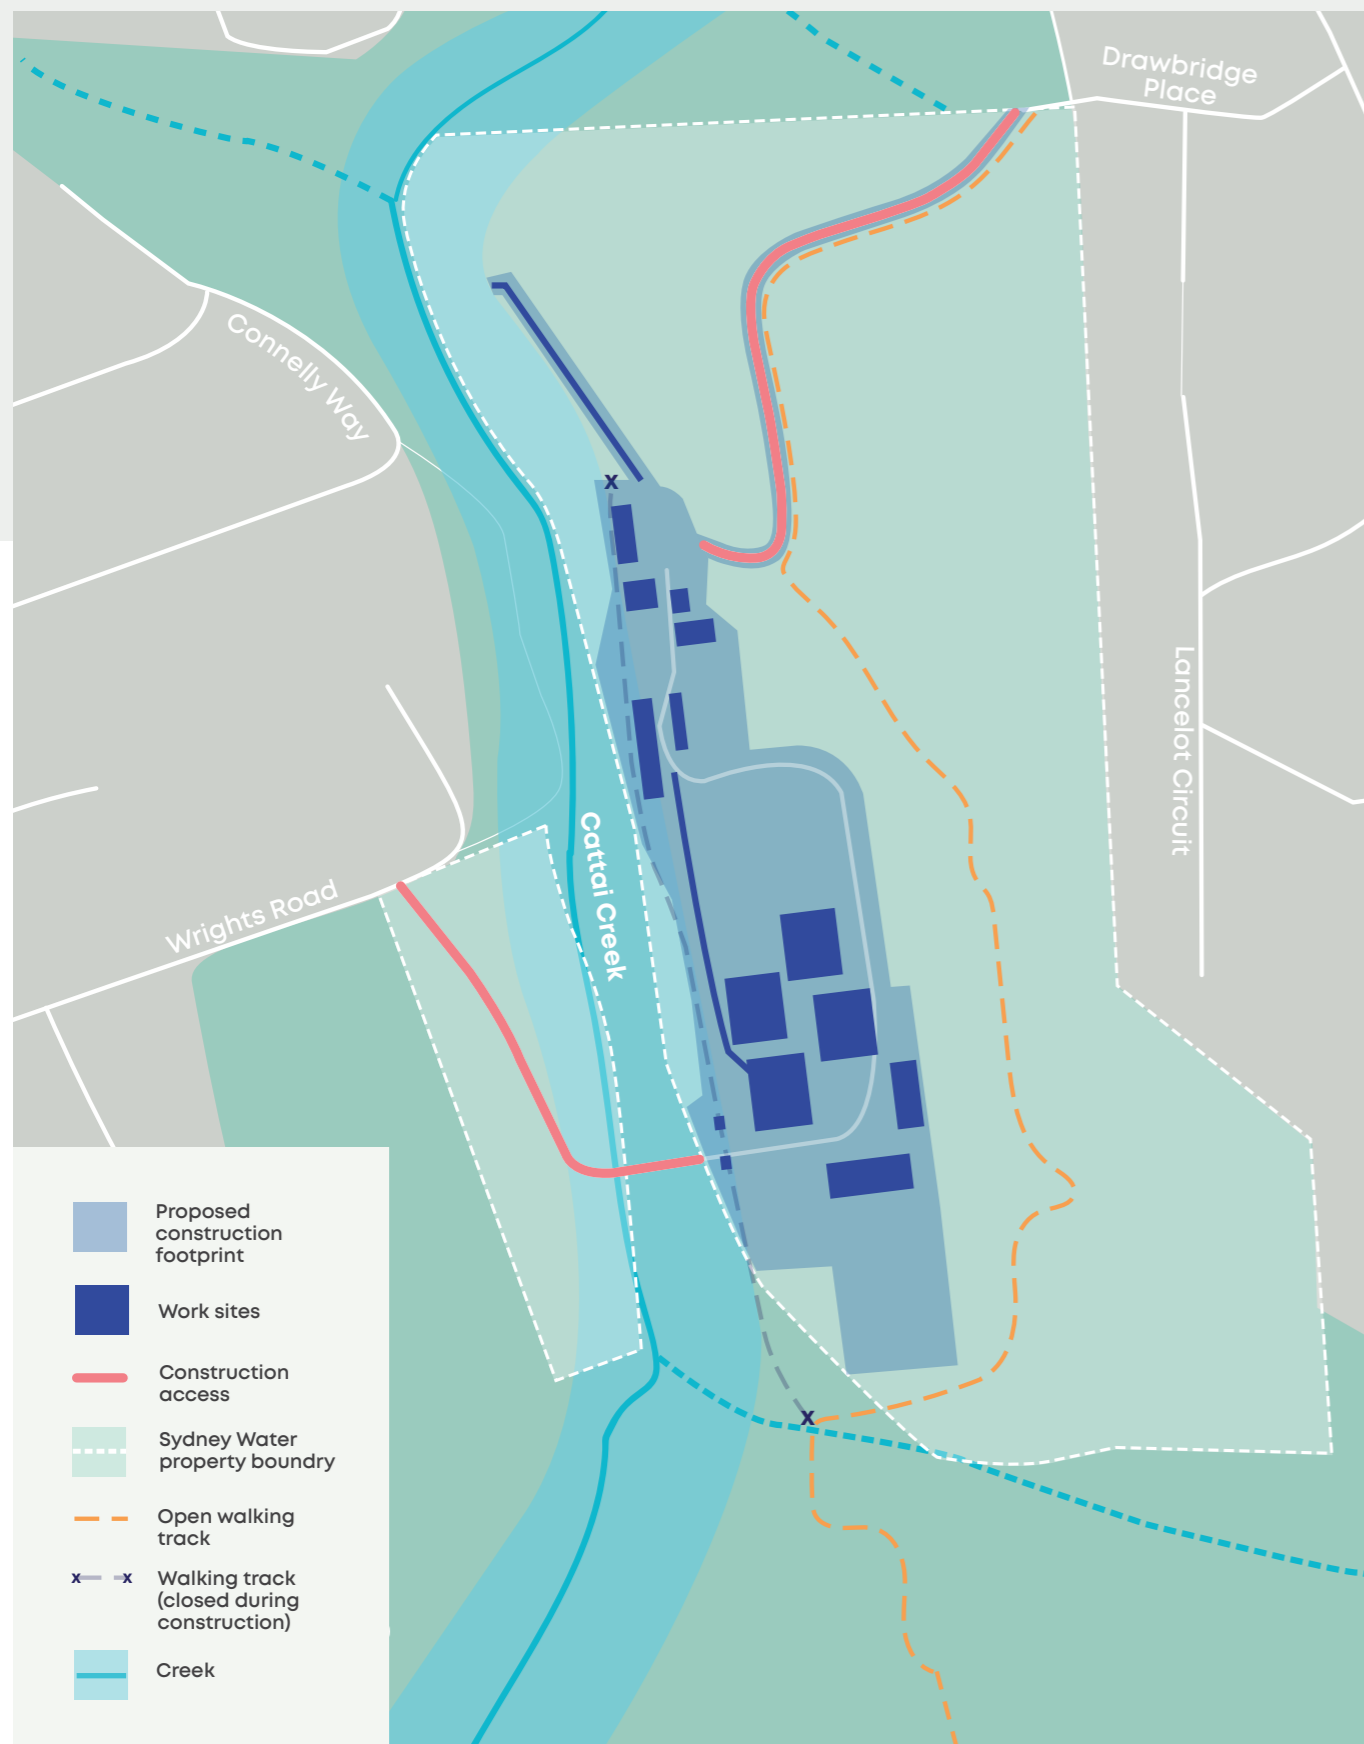 Drawbridge
Place
Connelly Way
x
Lancelot Circuit
Cattai Creek
Wrights Road
x
Proposed
construction
footprint
Work sites
Construction
access
Sydney Water
property boundry
Open walking
track
x x
Walking track
(closed during
construction)
Creek